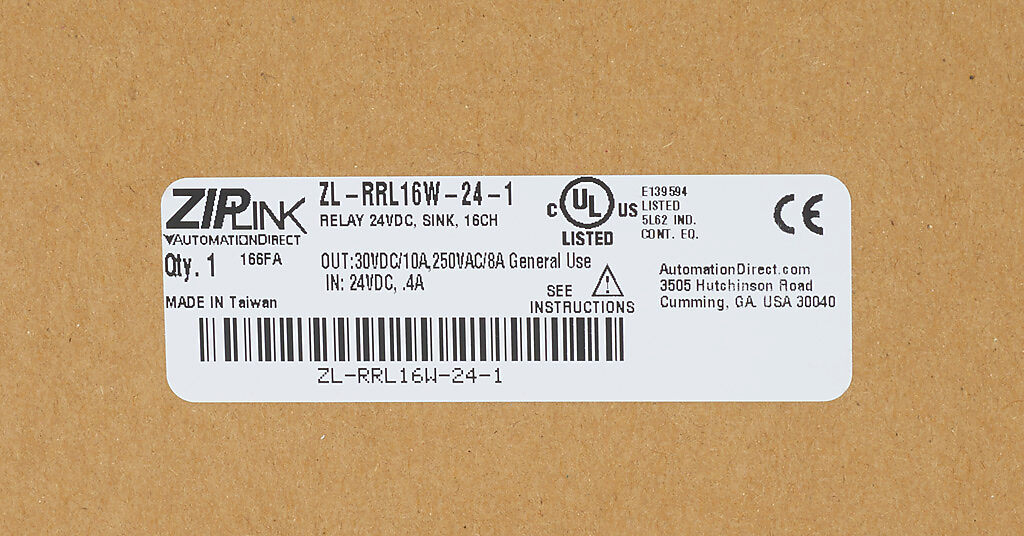 ZIPLINK
AUTOMATIONDIRECT
Qty. 1 166FA
MADE IN Taiwan
ZL-RRL16W-24-1
RELAY 24VDC, SINK, 16CH
OUT:30VDC/10A,250VAC/8A General Use
IN: 24VDC, .4A
SEE
INSTRUCTIONS
C UL US
LISTED
E139594
LISTED
5L62 IND.
CONT. EQ.
CE
AutomationDirect.com
3505 Hutchinson Road
Cumming, GA. USA 30040
ZL-RRL16W-24-1